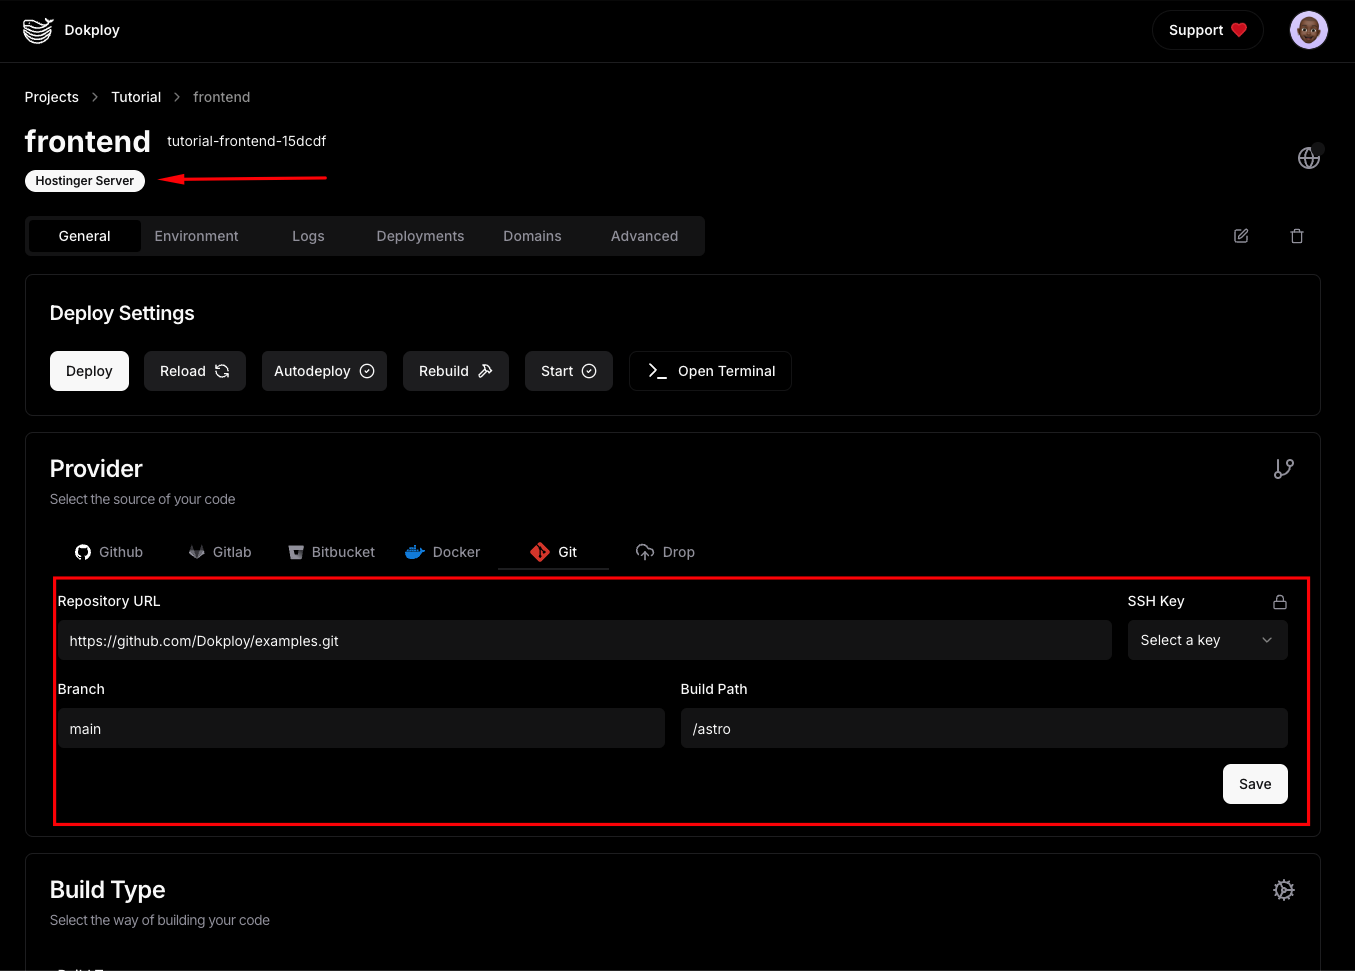 Dokploy
Support
Projects > Tutorial > frontend
frontend tutorial-frontend-15dcdf
Hostinger Server
General Environment Logs Deployments Domains Advanced
Deploy Settings
Deploy Reload Autodeploy Rebuild Start Open Terminal
Provider
Select the source of your code
Github Gitlab Bitbucket Docker Git Drop
Repository URL SSH Key
https://github.com/Dokploy/examples.git Select a key
Branch Build Path
main /astro
Save
Build Type
Select the way of building your code